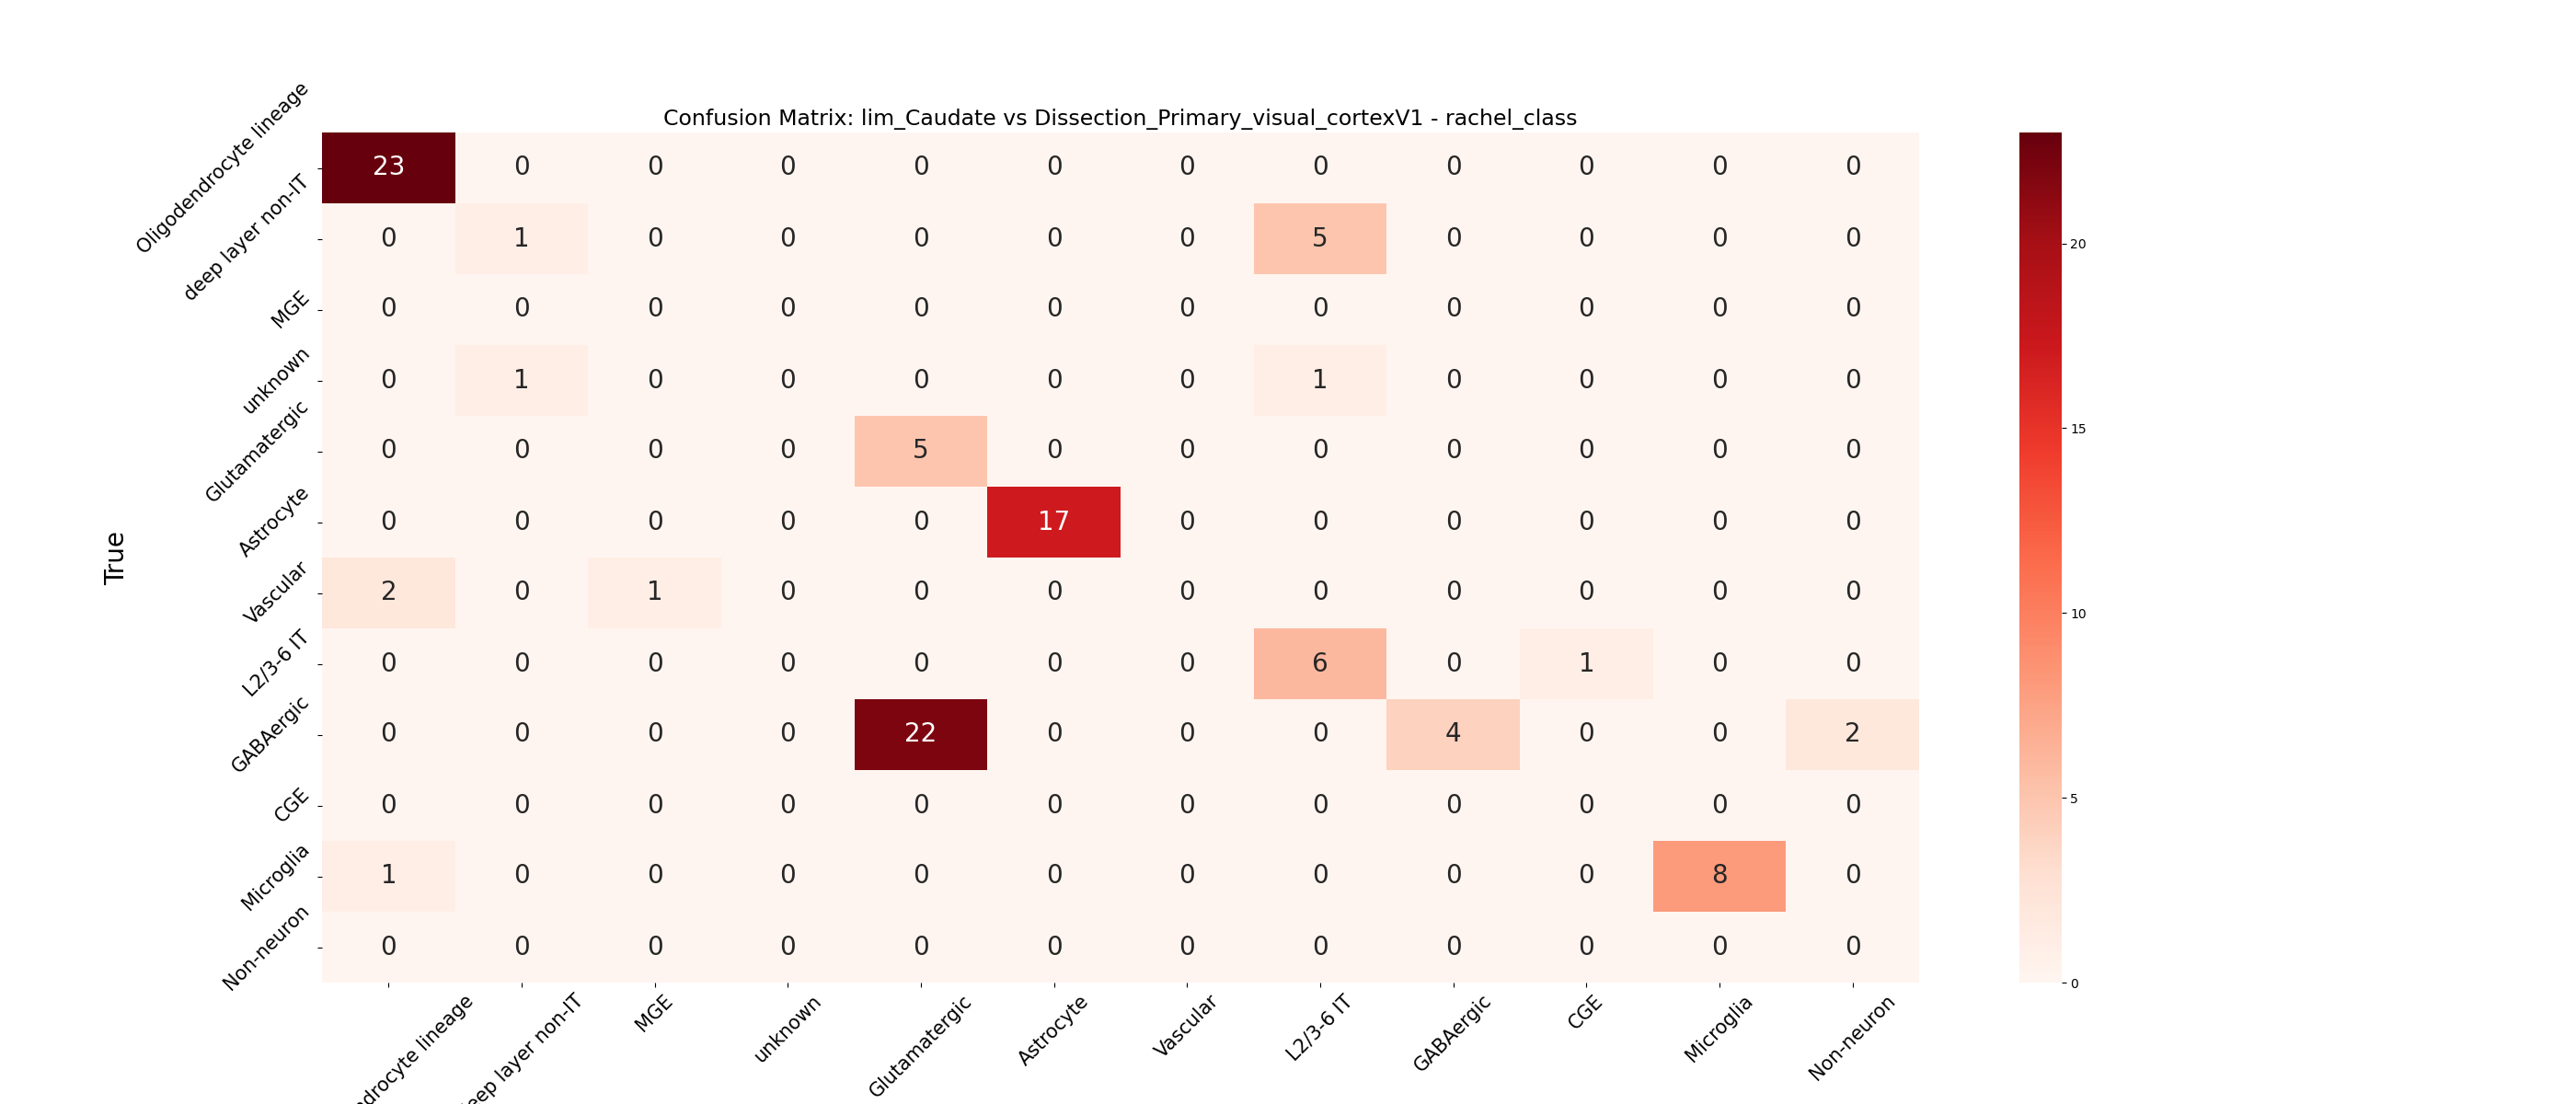 Confusion Matrix: lim_Caudate vs Dissection_Primary_visual_cortexV1 - rachel_class
True
Oligodendrocyte lineage 23 0 0 0 0 0 0 0 0 0 0 0
deep layer non-IT 0 1 0 0 0 0 0 5 0 0 0 0
MGE 0 0 0 0 0 0 0 0 0 0 0 0
unknown 0 1 0 0 0 0 0 1 0 0 0 0
Glutamatergic 0 0 0 0 5 0 0 0 0 0 0 0
Astrocyte 0 0 0 0 0 17 0 0 0 0 0 0
Vascular 2 0 1 0 0 0 0 0 0 0 0 0
L2/3-6 IT 0 0 0 0 0 0 0 6 0 1 0 0
GABAergic 0 0 0 0 22 0 0 0 4 0 0 2
CGE 0 0 0 0 0 0 0 0 0 0 0 0
Microglia 1 0 0 0 0 0 0 0 0 0 8 0
Non-neuron 0 0 0 0 0 0 0 0 0 0 0 0
lineage layer non-IT MGE unknown Glutamatergic Astrocyte Vascular L2/3-6 IT GABAergic CGE Microglia Non-neuron
20
15
10
5
0